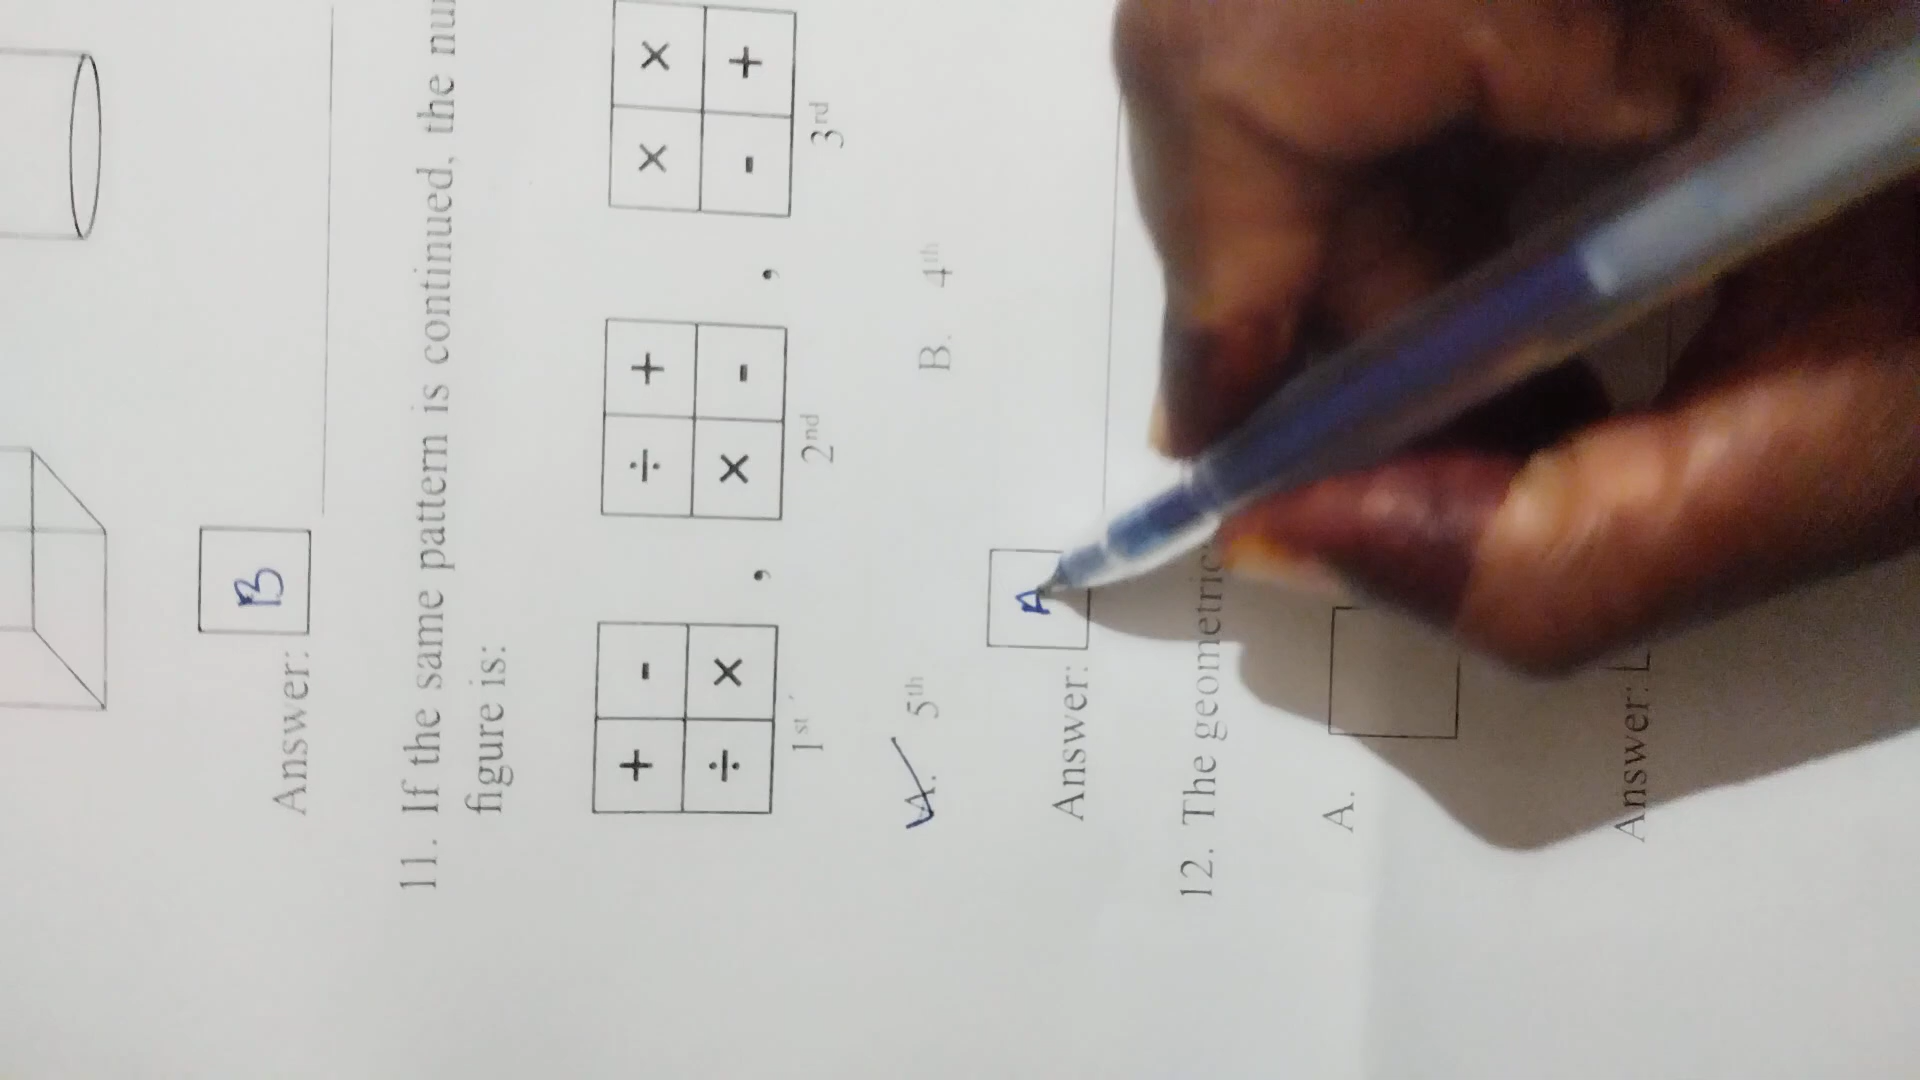 B
Answer:
11. If the same pattern is continued, the
figure is:
+ - ÷ + × ×
÷ × , × - , - +
1st 2nd 3rd
A. 5th B. 4th
Answer: A
12. The geometric
A.
Answer: